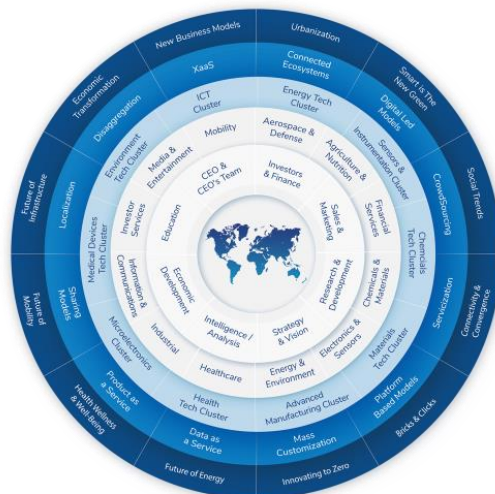 New Business Models
Urbanization
Smart is The
New Green
Social Trends
Connectivity &
Convergence
Bricks & Clicks
Innovating to Zero
Future of Energy
Health Wellness
& Well Being
Future of
Mobility
Future of
Infrastructure
Economic
Transformation
XaaS
Connected
Ecosystems
Digital Led
Models
CrowdSourcing
Servicization
Platform
Based Models
Mass
Customization
Data as
a Service
Product as
a Service
Sharing
Models
Localization
Disaggregation
ICT
Cluster
Energy Tech
Cluster
Sensors &
Instrumentation Cluster
Chemcials
Tech Cluster
Materials
Tech Cluster
Advanced
Manufacturing Cluster
Health
Tech Cluster
Microelectronics
Cluster
Medical Devices
Tech Cluster
Environment
Tech Cluster
Mobility
Aerospace &
Defense
Agriculture &
Nutrition
Financial
Services
Chemicals
& Materials
Electronics &
Sensors
Energy &
Environment
Healthcare
Industrial
Information &
Communications
Investor
Services
Media &
Entertainment
CEO &
CEO's Team
Investors
& Finance
Sales &
Marketing
Research &
Development
Strategy
& Vision
Intelligence /
Analysis
Economic
Development
Education